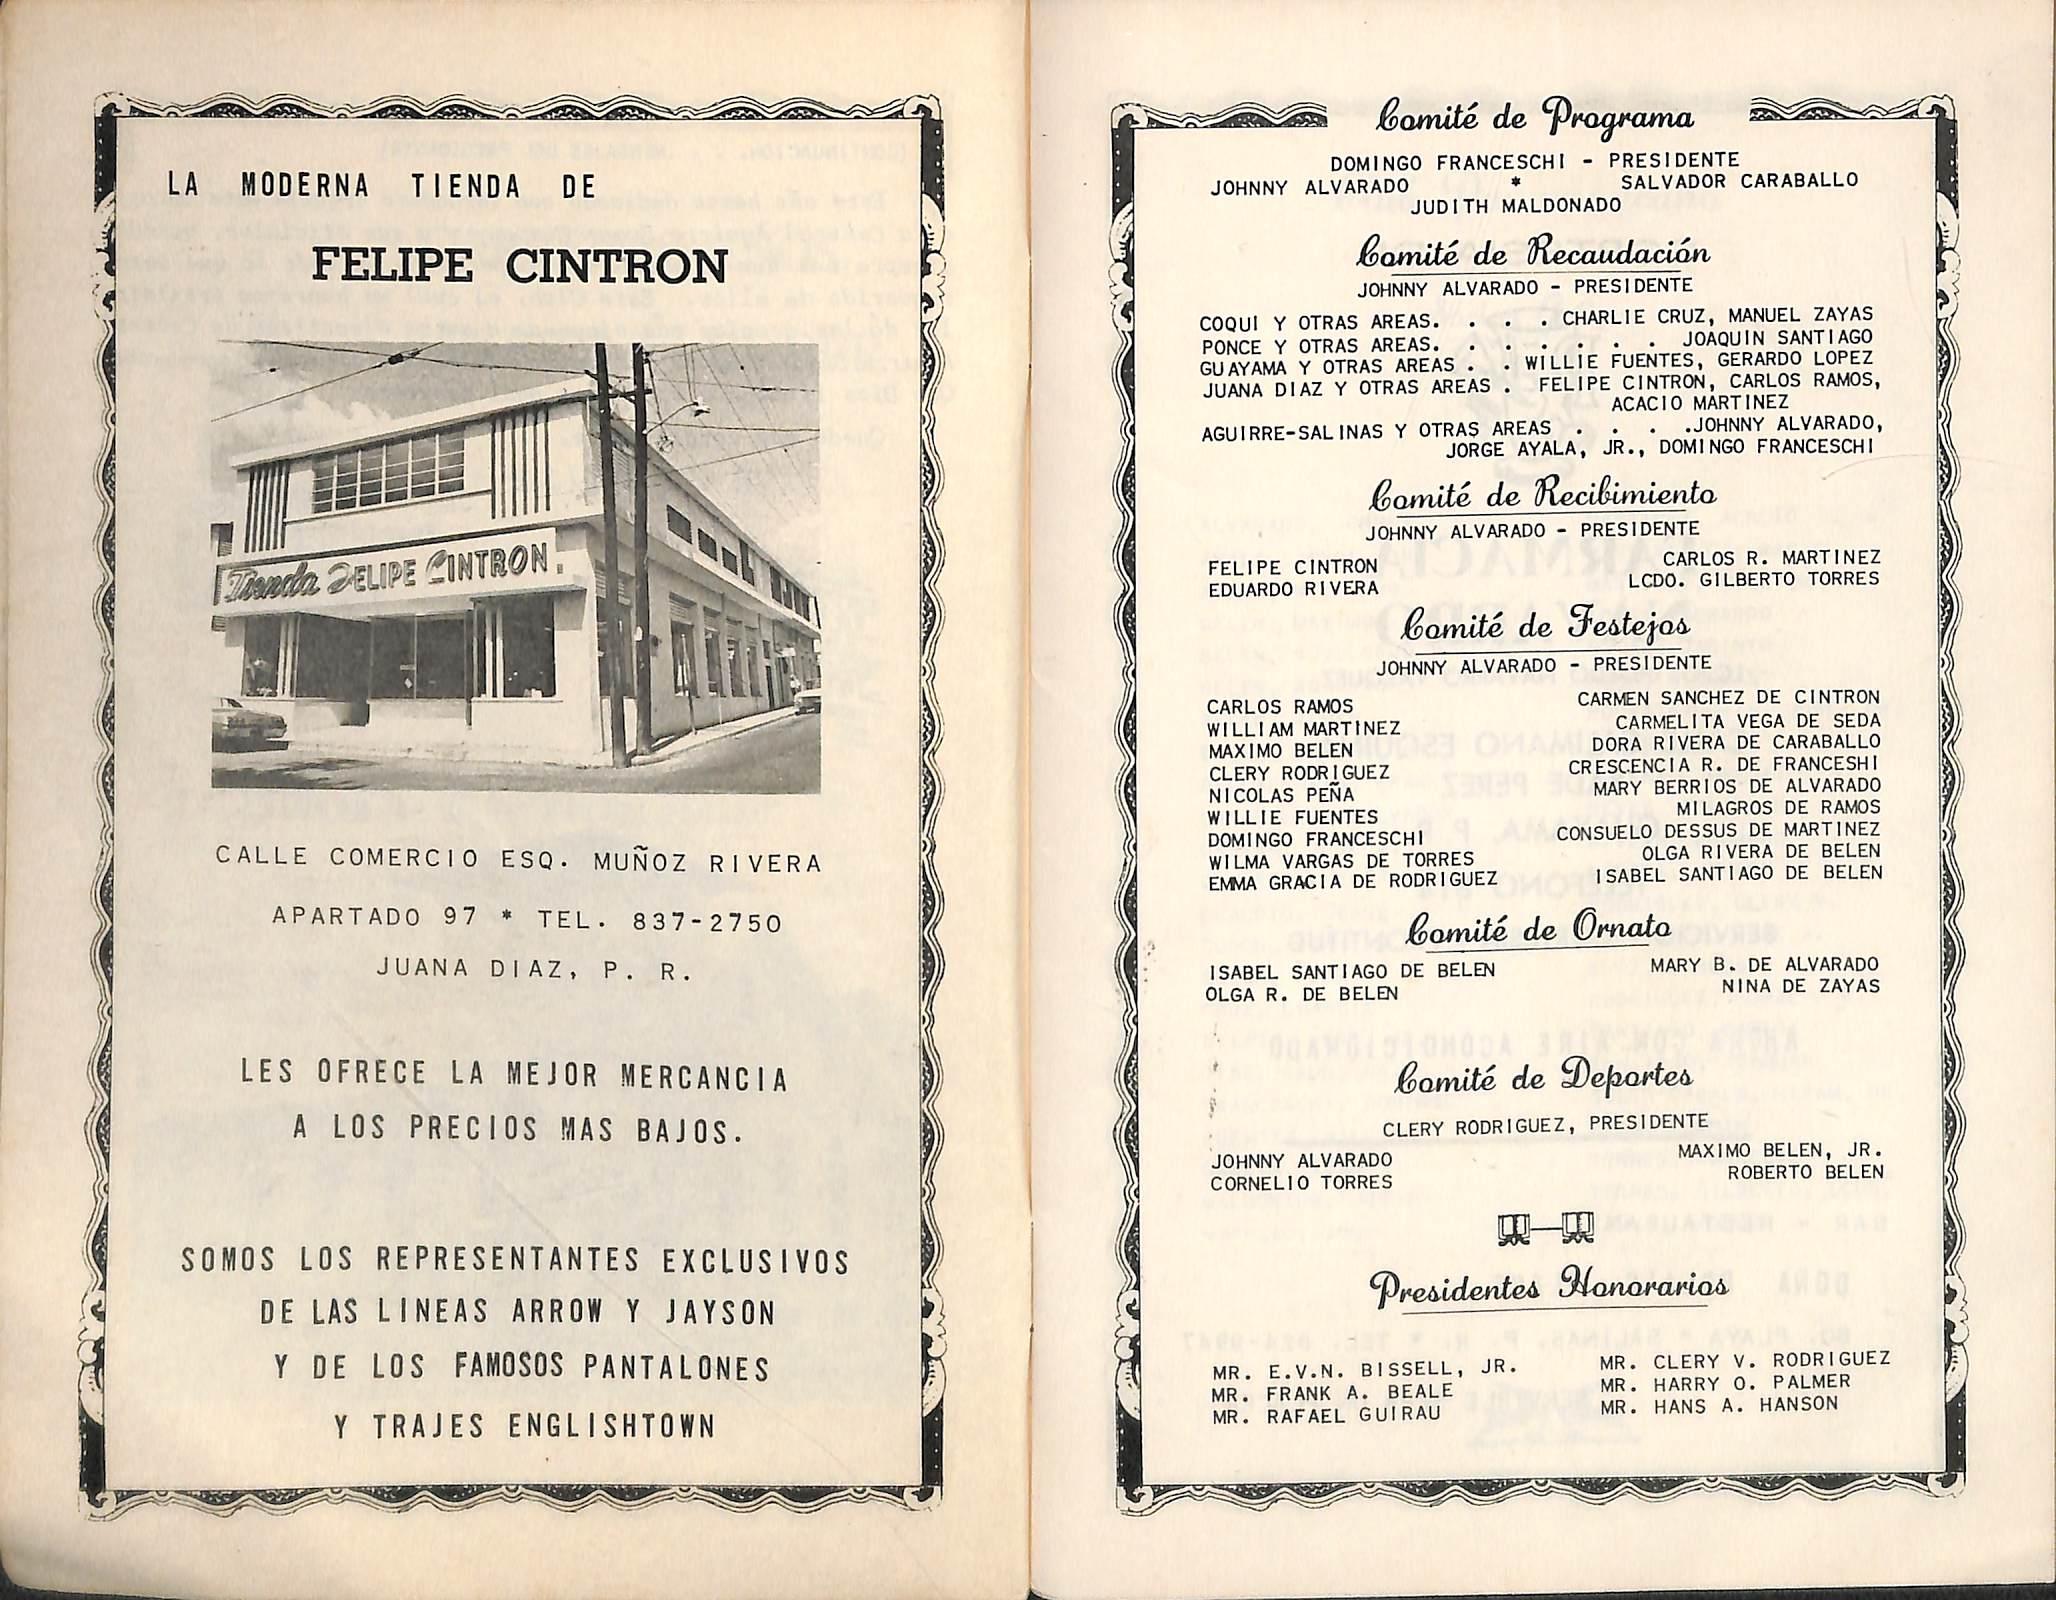 LA MODERNA TIENDA DE
FELIPE CINTRON
Tienda FELIPE CINTRON.
CALLE COMERCIO ESQ. MUÑOZ RIVERA
APARTADO 97 * TEL. 837-2750
JUANA DIAZ, P. R.
LES OFRECE LA MEJOR MERCANCIA
A LOS PRECIOS MAS BAJOS.
SOMOS LOS REPRESENTANTES EXCLUSIVOS
DE LAS LINEAS ARROW Y JAYSON
Y DE LOS FAMOSOS PANTALONES
Y TRAJES ENGLISHTOWN
Comité de Programa
DOMINGO FRANCESCHI - PRESIDENTE
JOHNNY ALVARADO * SALVADOR CARABALLO
JUDITH MALDONADO
Comité de Recaudación
JOHNNY ALVARADO - PRESIDENTE
COQUI Y OTRAS AREAS. . . . CHARLIE CRUZ, MANUEL ZAYAS
PONCE Y OTRAS AREAS. . . . . . . JOAQUIN SANTIAGO
GUAYAMA Y OTRAS AREAS . . WILLIE FUENTES, GERARDO LOPEZ
JUANA DIAZ Y OTRAS AREAS . FELIPE CINTRON, CARLOS RAMOS,
ACACIO MARTINEZ
AGUIRRE-SALINAS Y OTRAS AREAS . . . .JOHNNY ALVARADO,
JORGE AYALA, JR., DOMINGO FRANCESCHI
Comité de Recibimiento
JOHNNY ALVARADO - PRESIDENTE
FELIPE CINTRON CARLOS R. MARTINEZ
EDUARDO RIVERA LCDO. GILBERTO TORRES
Comité de Festejos
JOHNNY ALVARADO - PRESIDENTE
CARLOS RAMOS CARMEN SANCHEZ DE CINTRON
WILLIAM MARTINEZ CARMELITA VEGA DE SEDA
MAXIMO BELEN DORA RIVERA DE CARABALLO
CLERY RODRIGUEZ CRESCENCIA R. DE FRANCESHI
NICOLAS PEÑA MARY BERRIOS DE ALVARADO
WILLIE FUENTES MILAGROS DE RAMOS
DOMINGO FRANCESCHI CONSUELO DESSUS DE MARTINEZ
WILMA VARGAS DE TORRES OLGA RIVERA DE BELEN
EMMA GRACIA DE RODRIGUEZ ISABEL SANTIAGO DE BELEN
Comité de Ornato
ISABEL SANTIAGO DE BELEN MARY B. DE ALVARADO
OLGA R. DE BELEN NINA DE ZAYAS
Comité de Deportes
CLERY RODRIGUEZ, PRESIDENTE
JOHNNY ALVARADO MAXIMO BELEN, JR.
CORNELIO TORRES ROBERTO BELEN
Presidentes Honorarios
MR. E.V.N. BISSELL, JR. MR. CLERY V. RODRIGUEZ
MR. FRANK A. BEALE MR. HARRY O. PALMER
MR. RAFAEL GUIRAU MR. HANS A. HANSON